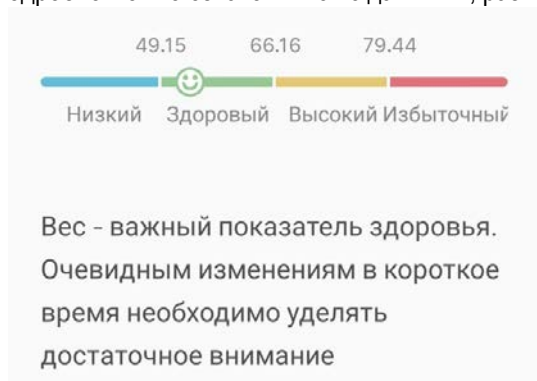 49.15 66.16 79.44
Низкий Здоровый Высокий Избыточный
Вес - важный показатель здоровья.
Очевидным изменениям в короткое
время необходимо уделять
достаточное внимание